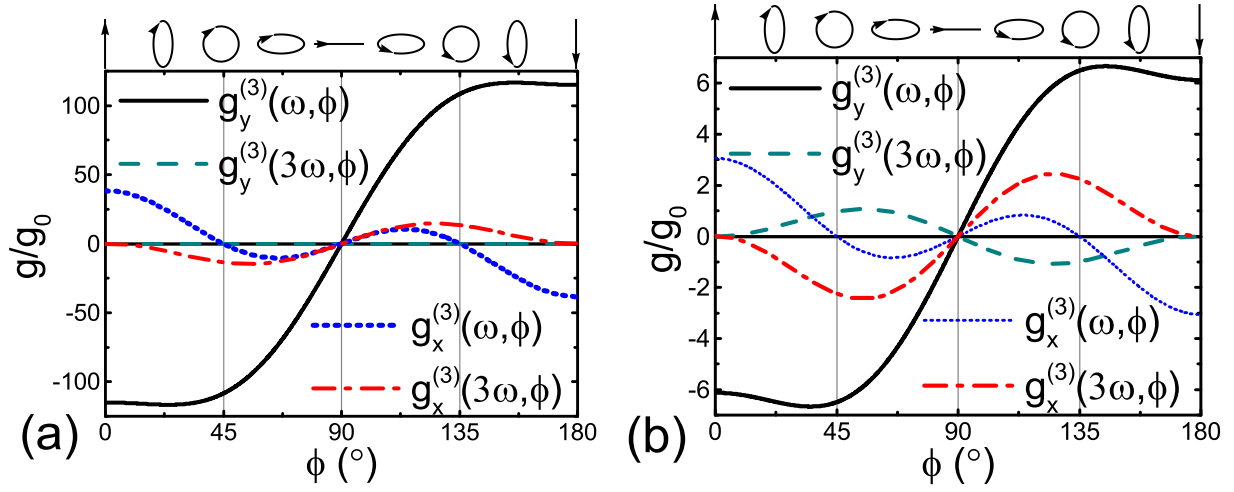 100
50
0
-50
-100
g/g₀
g_y^(3)(ω,ϕ)
g_y^(3)(3ω,ϕ)
g_x^(3)(ω,ϕ)
g_x^(3)(3ω,ϕ)
0 45 90 135 180
(a) ϕ (°)
6
4
2
0
-2
-4
-6
g/g₀
g_y^(3)(ω,ϕ)
g_y^(3)(3ω,ϕ)
g_x^(3)(ω,ϕ)
g_x^(3)(3ω,ϕ)
0 45 90 135 180
(b) ϕ (°)